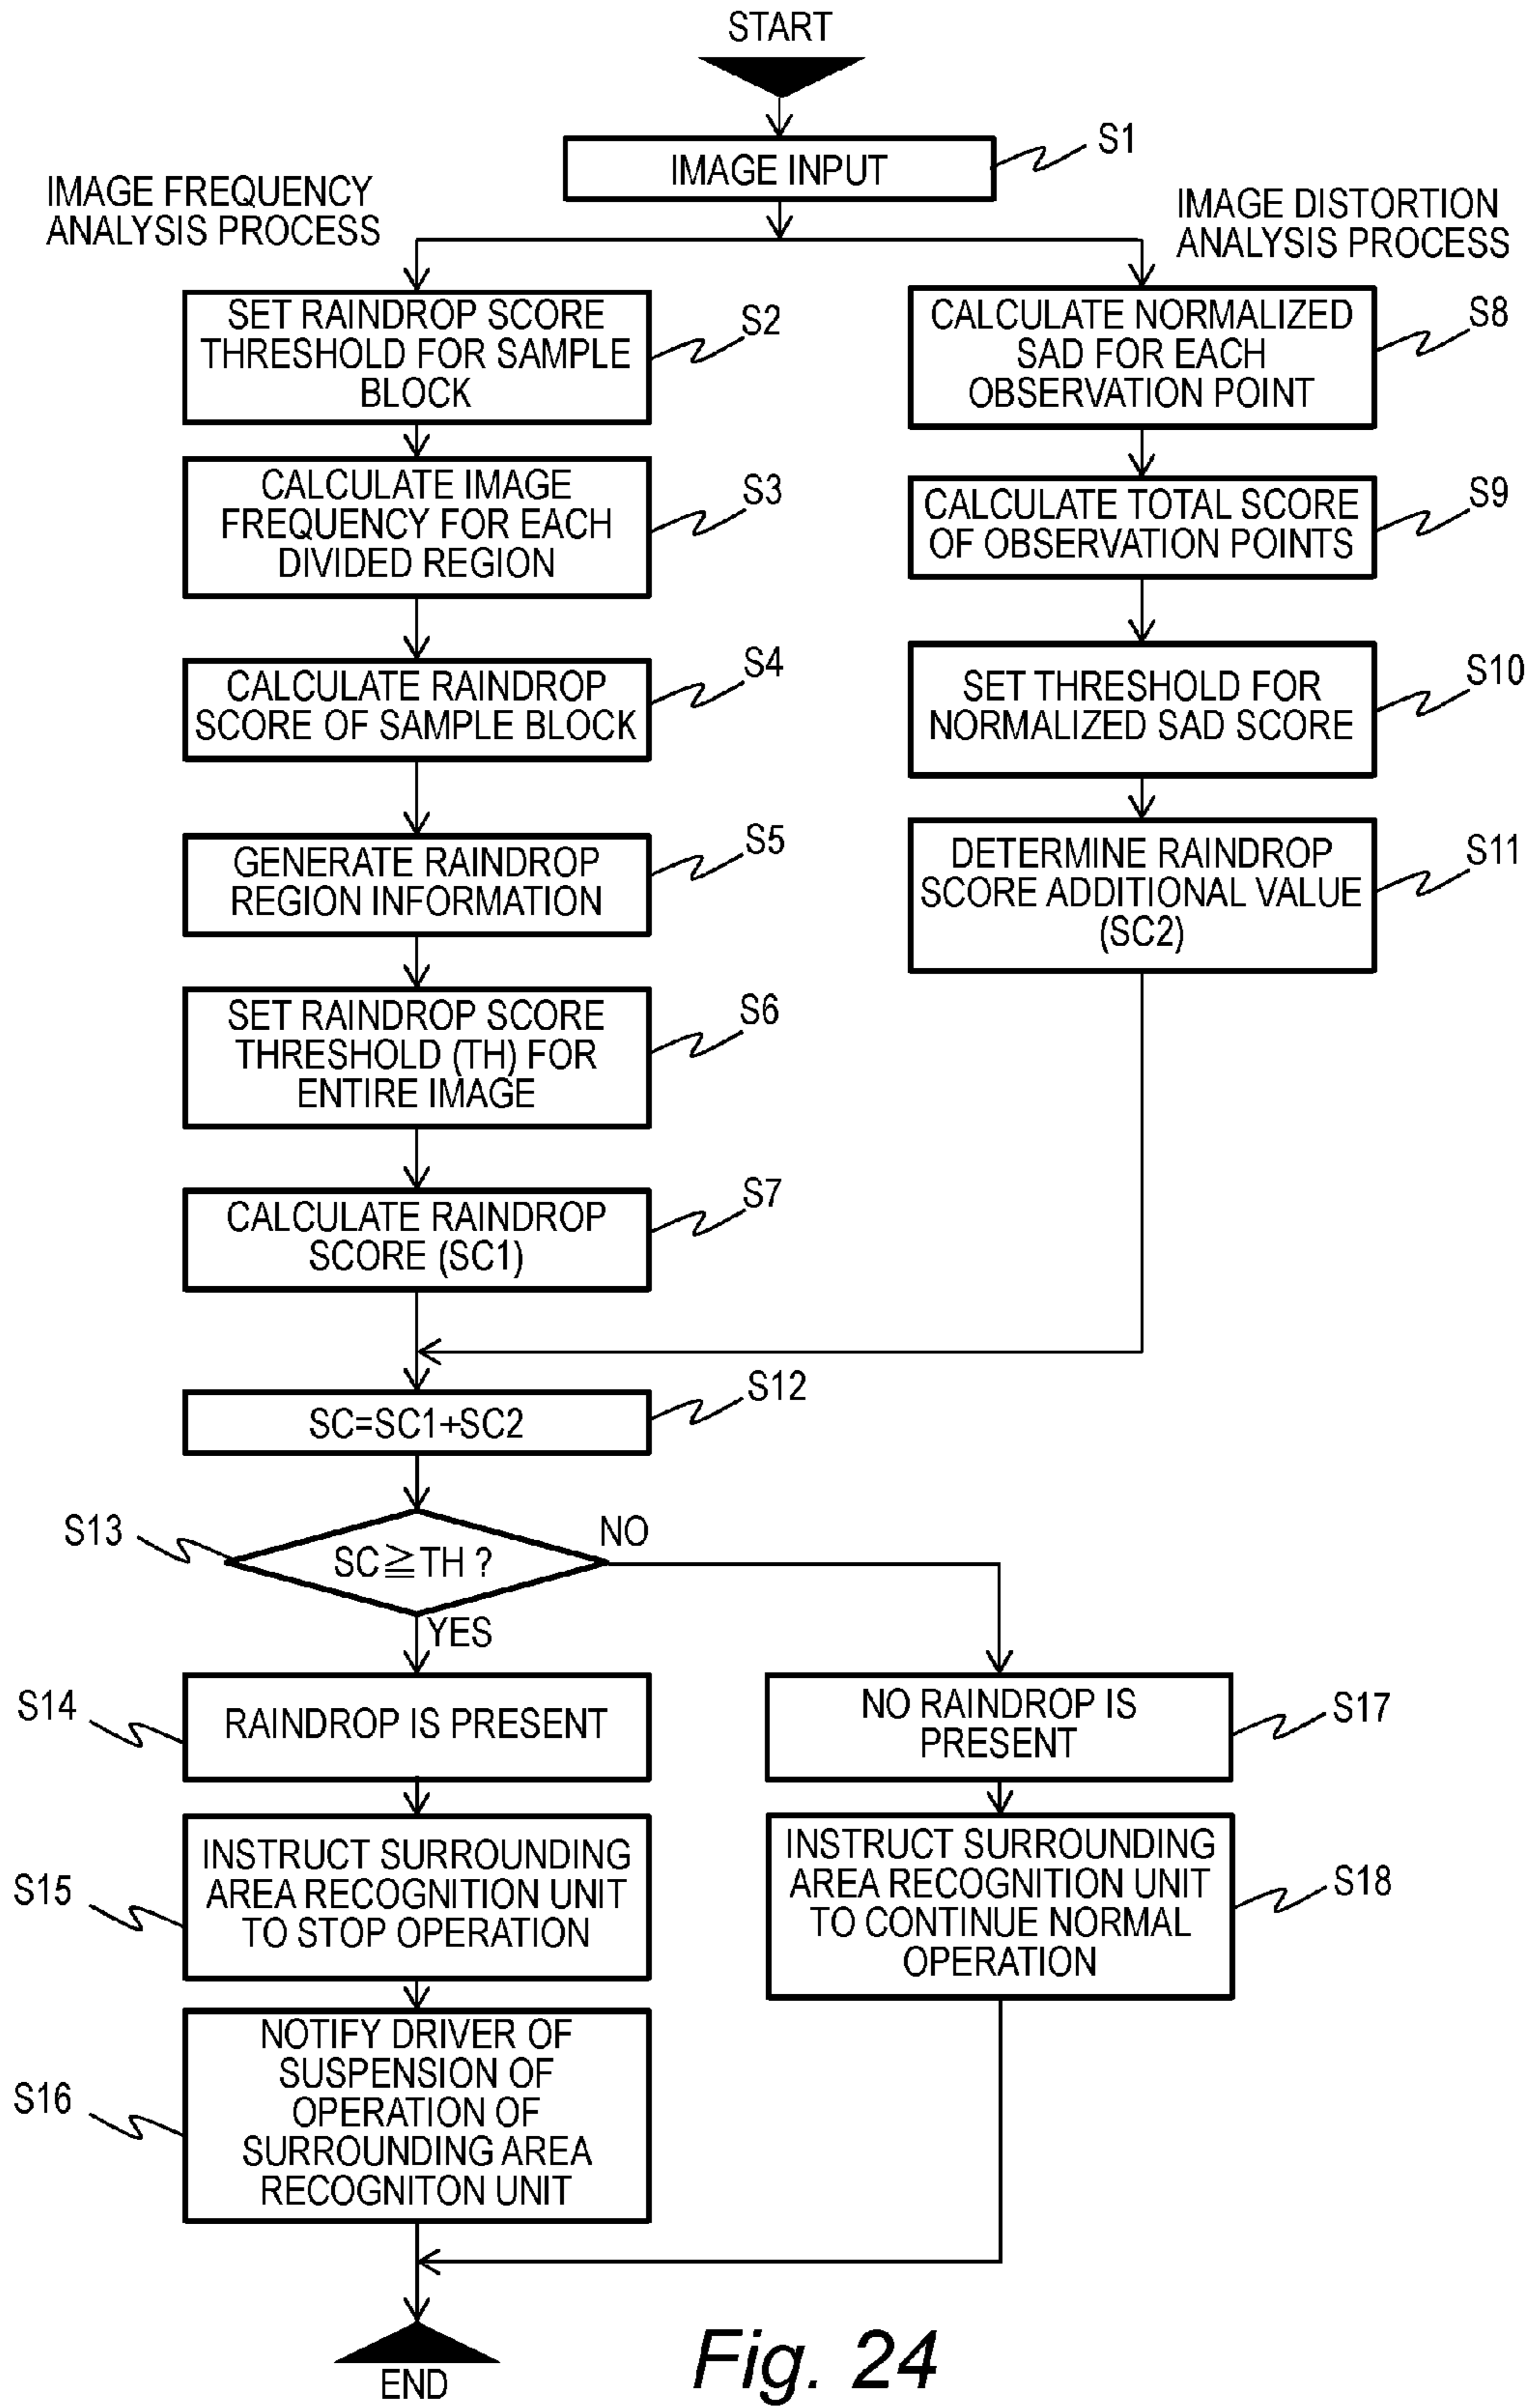 START
IMAGE INPUT
S1
IMAGE FREQUENCY
ANALYSIS PROCESS
IMAGE DISTORTION
ANALYSIS PROCESS
SET RAINDROP SCORE
THRESHOLD FOR SAMPLE
BLOCK
S2
CALCULATE IMAGE
FREQUENCY FOR EACH
DIVIDED REGION
S3
CALCULATE RAINDROP
SCORE OF SAMPLE BLOCK
S4
GENERATE RAINDROP
REGION INFORMATION
S5
SET RAINDROP SCORE
THRESHOLD (TH) FOR
ENTIRE IMAGE
S6
CALCULATE RAINDROP
SCORE (SC1)
S7
CALCULATE NORMALIZED
SAD FOR EACH
OBSERVATION POINT
S8
CALCULATE TOTAL SCORE
OF OBSERVATION POINTS
S9
SET THRESHOLD FOR
NORMALIZED SAD SCORE
S10
DETERMINE RAINDROP
SCORE ADDITIONAL VALUE
(SC2)
S11
SC=SC1+SC2
S12
S13
SC≧TH ?
NO
YES
S14
RAINDROP IS PRESENT
S15
INSTRUCT SURROUNDING
AREA RECOGNITION UNIT
TO STOP OPERATION
S16
NOTIFY DRIVER OF
SUSPENSION OF
OPERATION OF
SURROUNDING AREA
RECOGNITON UNIT
NO RAINDROP IS
PRESENT
S17
INSTRUCT SURROUNDING
AREA RECOGNITION UNIT
TO CONTINUE NORMAL
OPERATION
S18
END
Fig. 24